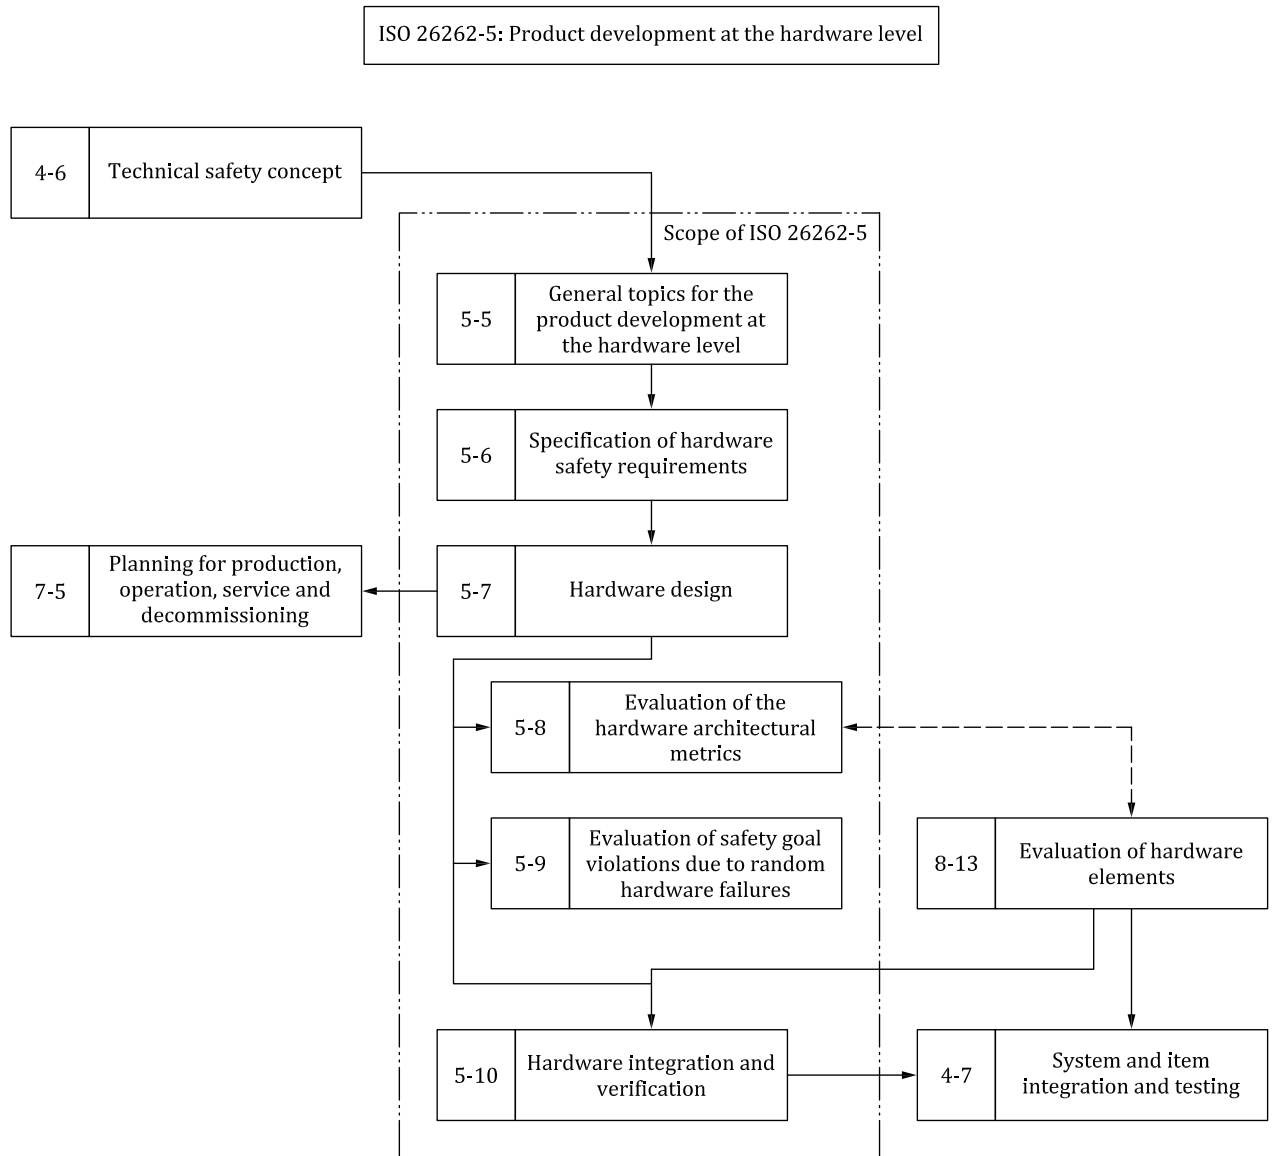 ISO 26262-5: Product development at the hardware level
4-6
Technical safety concept
Scope of ISO 26262-5
5-5
General topics for the
product development at
the hardware level
5-6
Specification of hardware
safety requirements
7-5
Planning for production,
operation, service and
decommissioning
5-7
Hardware design
5-8
Evaluation of the
hardware architectural
metrics
5-9
Evaluation of safety goal
violations due to random
hardware failures
8-13
Evaluation of hardware
elements
5-10
Hardware integration and
verification
4-7
System and item
integration and testing